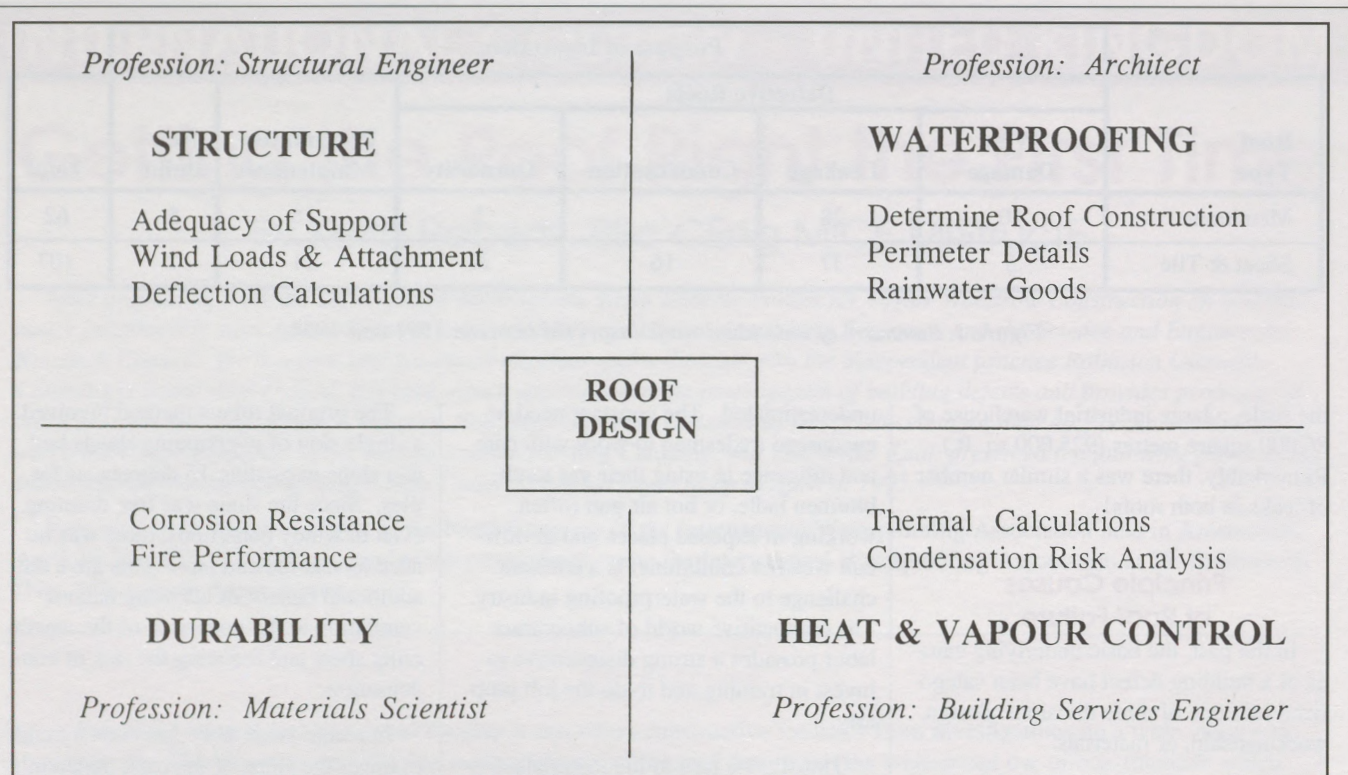 Profession: Structural Engineer
STRUCTURE
Adequacy of Support
Wind Loads & Attachment
Deflection Calculations
Profession: Architect
WATERPROOFING
Determine Roof Construction
Perimeter Details
Rainwater Goods
ROOF
DESIGN
Corrosion Resistance
Fire Performance
DURABILITY
Profession: Materials Scientist
Thermal Calculations
Condensation Risk Analysis
HEAT & VAPOUR CONTROL
Profession: Building Services Engineer